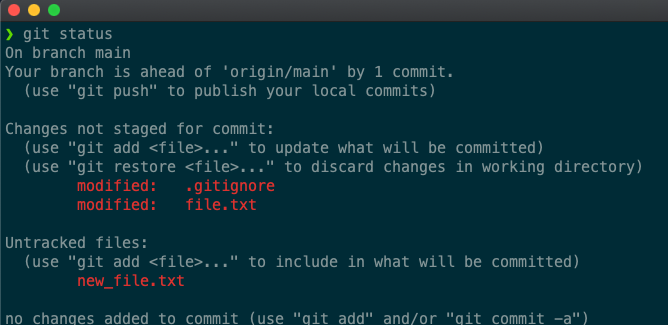 ❯ git status
On branch main
Your branch is ahead of 'origin/main' by 1 commit.
  (use "git push" to publish your local commits)

Changes not staged for commit:
  (use "git add <file>..." to update what will be committed)
  (use "git restore <file>..." to discard changes in working directory)
        modified:   .gitignore
        modified:   file.txt

Untracked files:
  (use "git add <file>..." to include in what will be committed)
        new_file.txt

no changes added to commit (use "git add" and/or "git commit -a")